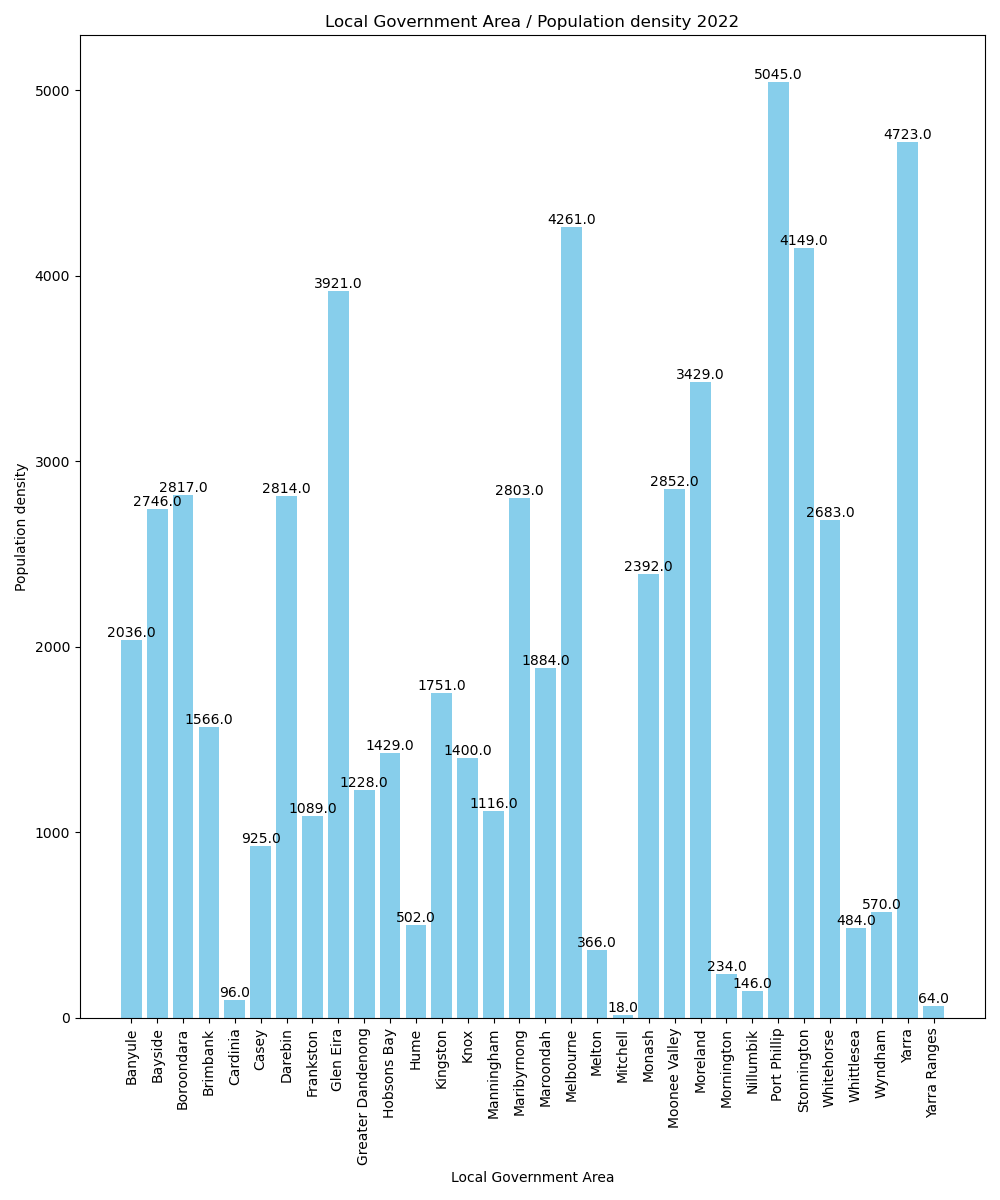 Local Government Area / Population density 2022
Population density
5000
4000
3000
2000
1000
0
2036.0
2746.0
2817.0
1566.0
96.0
925.0
2814.0
1089.0
3921.0
1228.0
1429.0
502.0
1751.0
1400.0
1116.0
2803.0
1884.0
4261.0
366.0
18.0
2392.0
2852.0
3429.0
234.0
146.0
5045.0
4149.0
2683.0
484.0
570.0
4723.0
64.0
Banyule
Bayside
Boroondara
Brimbank
Cardinia
Casey
Darebin
Frankston
Glen Eira
Greater Dandenong
Hobsons Bay
Hume
Kingston
Knox
Manningham
Maribyrnong
Maroondah
Melbourne
Melton
Mitchell
Monash
Moonee Valley
Moreland
Mornington
Nillumbik
Port Phillip
Stonnington
Whitehorse
Whittlesea
Wyndham
Yarra
Yarra Ranges
Local Government Area